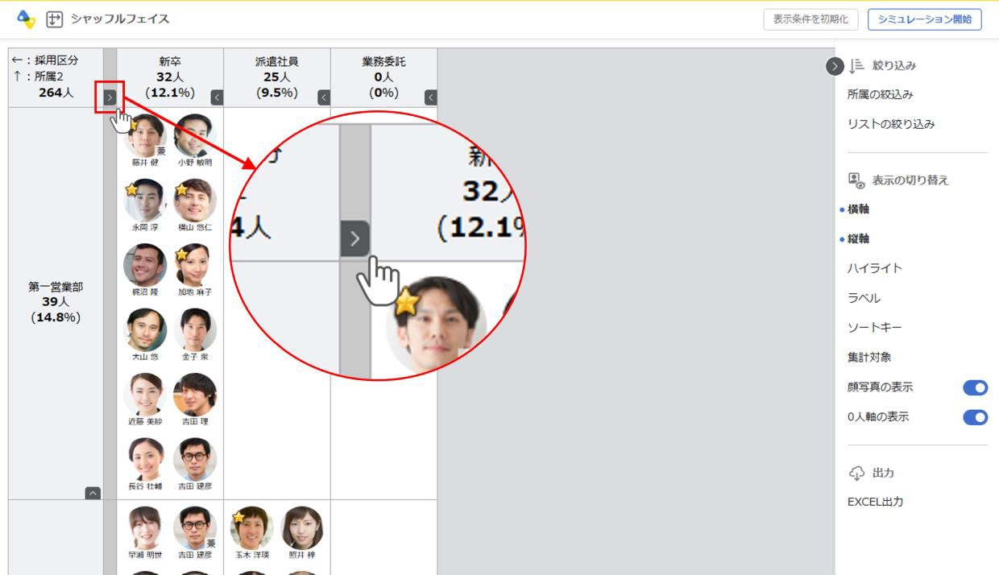 シャッフルフェイス
表示条件を初期化
シミュレーション開始
←：採用区分
↑：所属2
264人
新卒
32人
(12.1%)
派遣社員
25人
(9.5%)
業務委託
0人
(0%)
第一営業部
39人
(14.8%)
兼
藤井 健
小野 敏明
永岡 淳
横山 悠仁
梶沼 隆
加地 麻子
大山 悠
金子 衆
近藤 美紗
吉田 理
長谷 壮輔
吉田 建彦
兼
早瀬 明世
吉田 建彦
玉木 洋瑛
照井 梓
4人
新
32人
(12.1%
絞り込み
所属の絞込み
リストの絞り込み
表示の切り替え
横軸
縦軸
ハイライト
ラベル
ソートキー
集計対象
顔写真の表示
0人軸の表示
出力
EXCEL出力